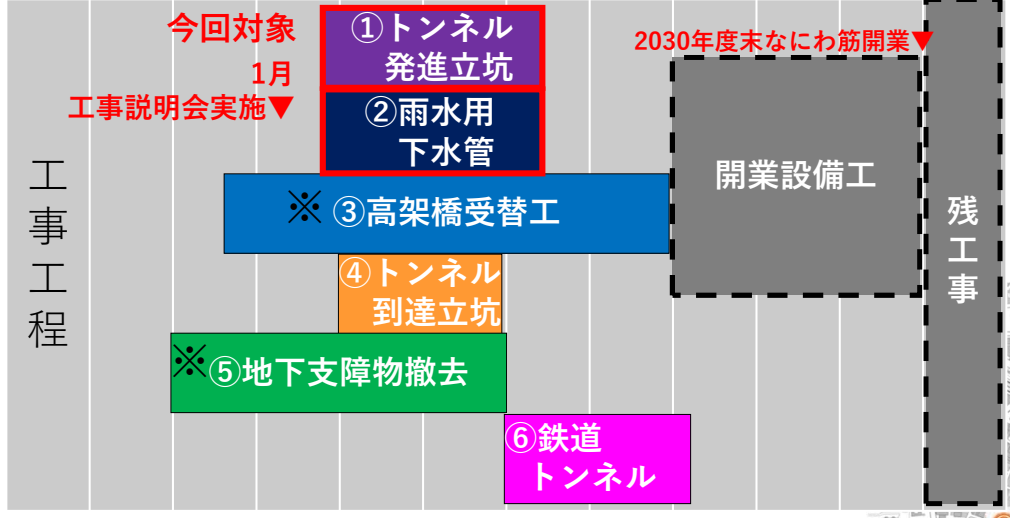 工事工程
今回対象
1月
工事説明会実施▼
①トンネル
発進立坑
②雨水用
下水管
※③高架橋受替工
④トンネル
到達立坑
※⑤地下支障物撤去
⑥鉄道
トンネル
2030年度末なにわ筋開業▼
開業設備工
残工事